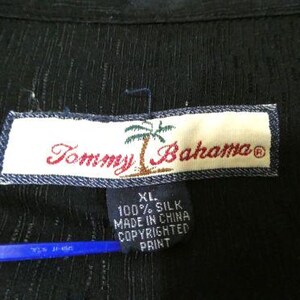 Tommy Bahama®
XL
100% SILK
MADE IN CHINA
COPYRIGHTED
PRINT